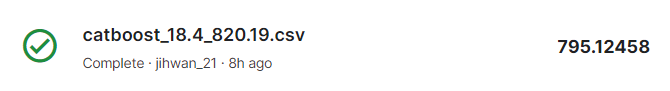 catboost_18.4_820.19.csv
795.12458
Complete · jihwan_21 · 8h ago